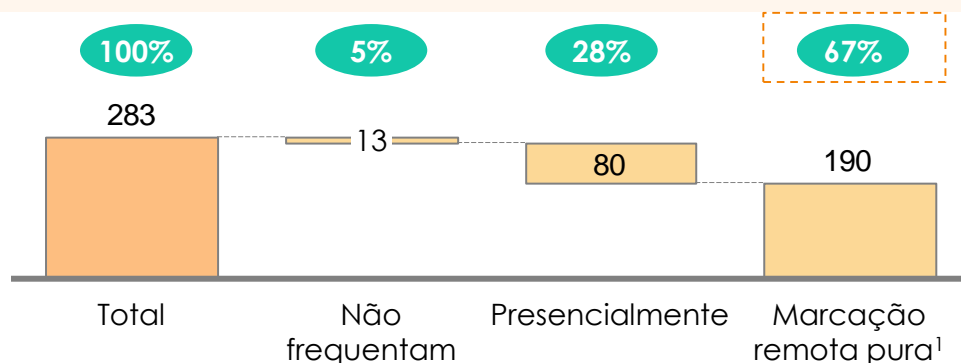 100% 5% 28% 67%
283
13
80
190
Total
Não
frequentam
Presencialmente
Marcação
remota pura¹